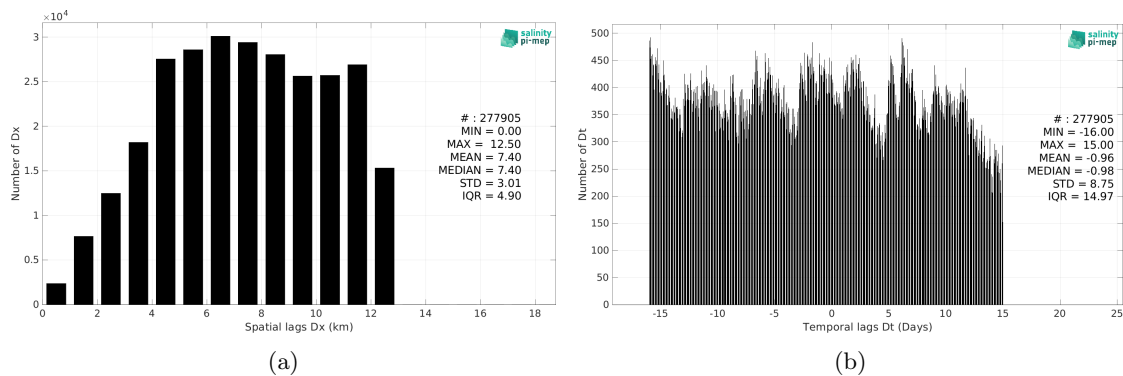 ×10⁴
3
2.5
2
1.5
1
0.5
0
Number of Dx
0 2 4 6 8 10 12 14 16 18
Spatial lags Dx (km)
salinity
pi-mep
# : 277905
MIN = 0.00
MAX = 12.50
MEAN = 7.40
MEDIAN = 7.40
STD = 3.01
IQR = 4.90
(a)
500
450
400
350
300
250
200
150
100
50
0
Number of Dt
-15 -10 -5 0 5 10 15 20 25
Temporal lags Dt (Days)
salinity
pi-mep
# : 277905
MIN = -16.00
MAX = 15.00
MEAN = -0.96
MEDIAN = -0.98
STD = 8.75
IQR = 14.97
(b)